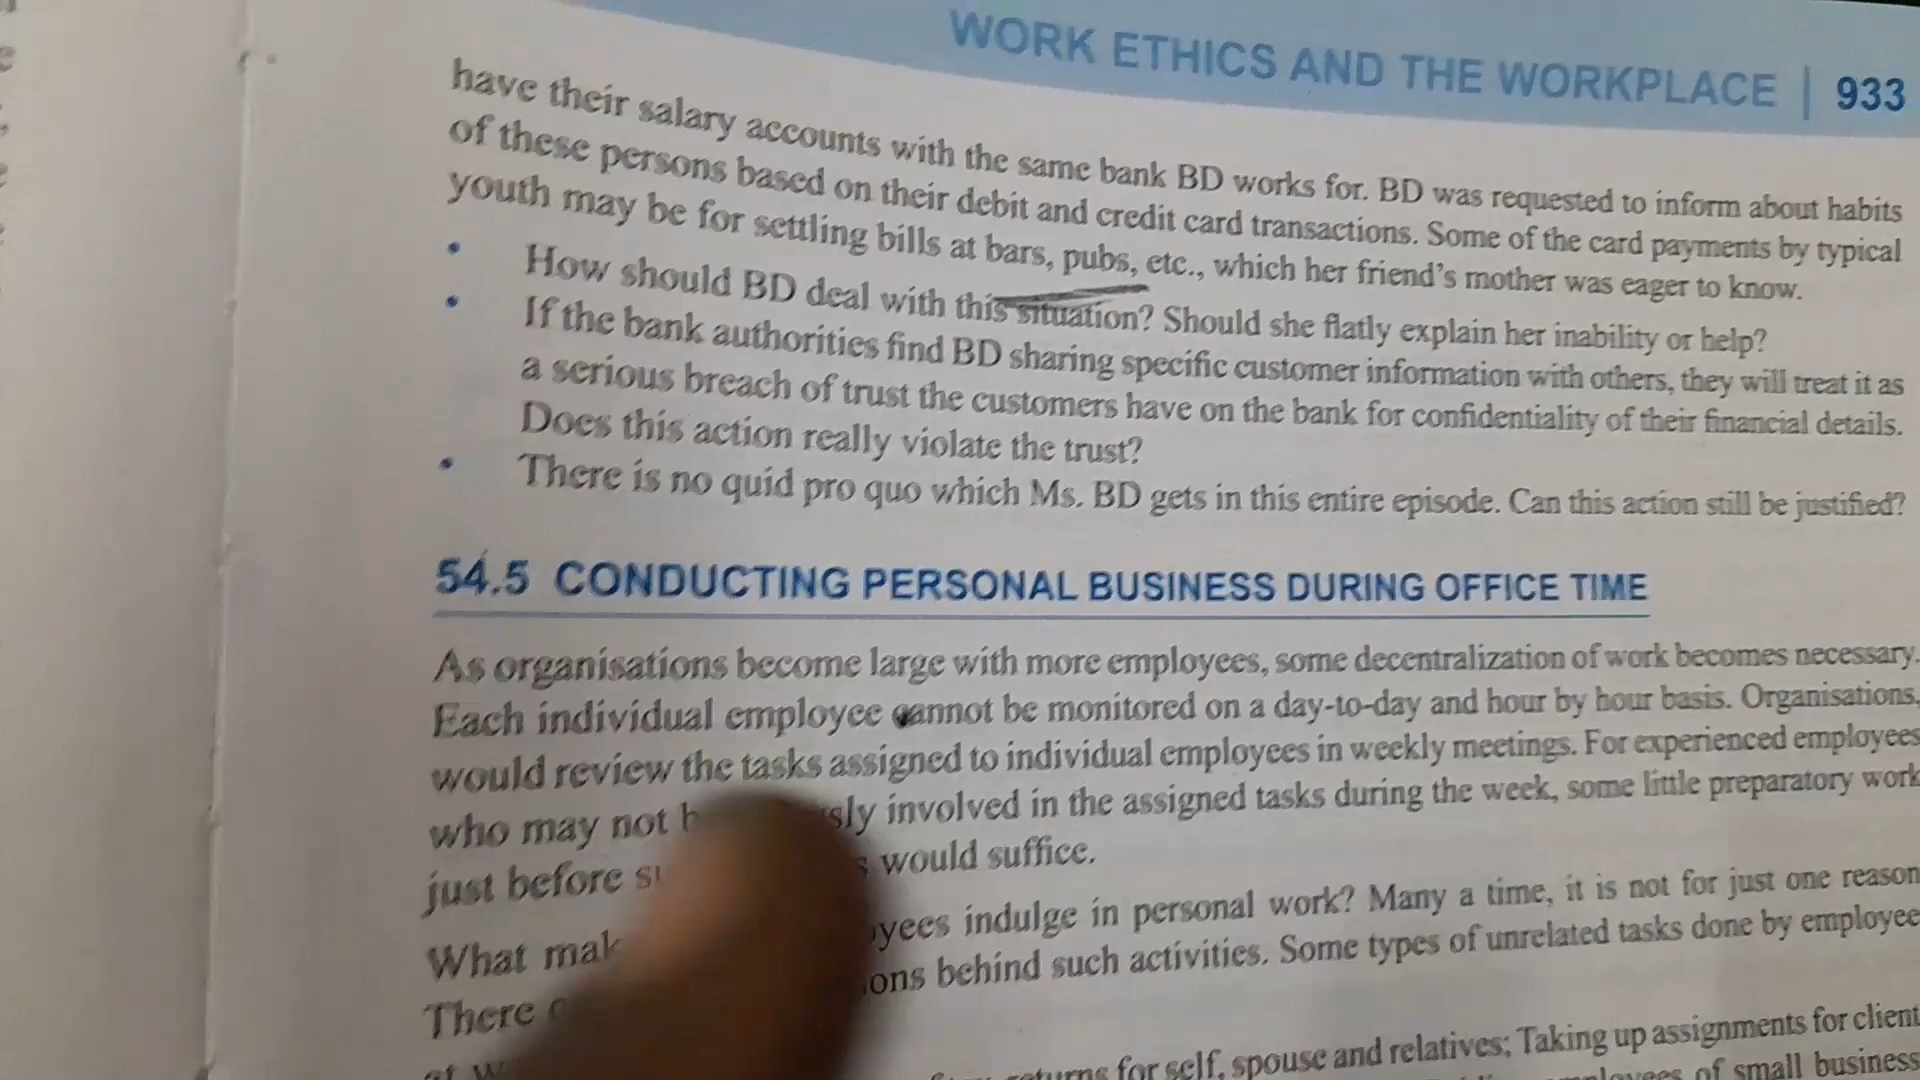 WORK ETHICS AND THE WORKPLACE | 933
have their salary accounts with the same bank BD works for. BD was requested to inform about habits
of these persons based on their debit and credit card transactions. Some of the card payments by typical
youth may be for settling bills at bars, pubs, etc., which her friend's mother was eager to know.
• How should BD deal with this situation? Should she flatly explain her inability or help?
• If the bank authorities find BD sharing specific customer information with others, they will treat it as
a serious breach of trust the customers have on the bank for confidentiality of their financial details.
Does this action really violate the trust?
• There is no quid pro quo which Ms. BD gets in this entire episode. Can this action still be justified?
54.5 CONDUCTING PERSONAL BUSINESS DURING OFFICE TIME
As organisations become large with more employees, some decentralization of work becomes necessary.
Each individual employee cannot be monitored on a day-to-day and hour by hour basis. Organisations,
would review the tasks assigned to individual employees in weekly meetings. For experienced employees
who may not involved in the assigned tasks during the week, some little preparatory work
just before would suffice.
What indulge in personal work? Many a time, it is not for just one reason
There behind such activities. Some types of unrelated tasks done by employee
for self, spouse and relatives; Taking up assignments for client
of small business